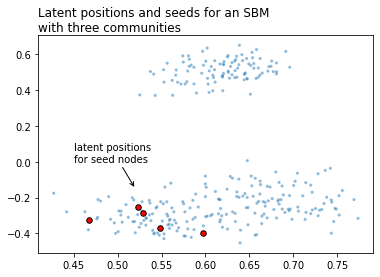 Latent positions and seeds for an SBM
with three communities
0.6
0.4
0.2
0.0
−0.2
−0.4
latent positions
for seed nodes
0.45 0.50 0.55 0.60 0.65 0.70 0.75